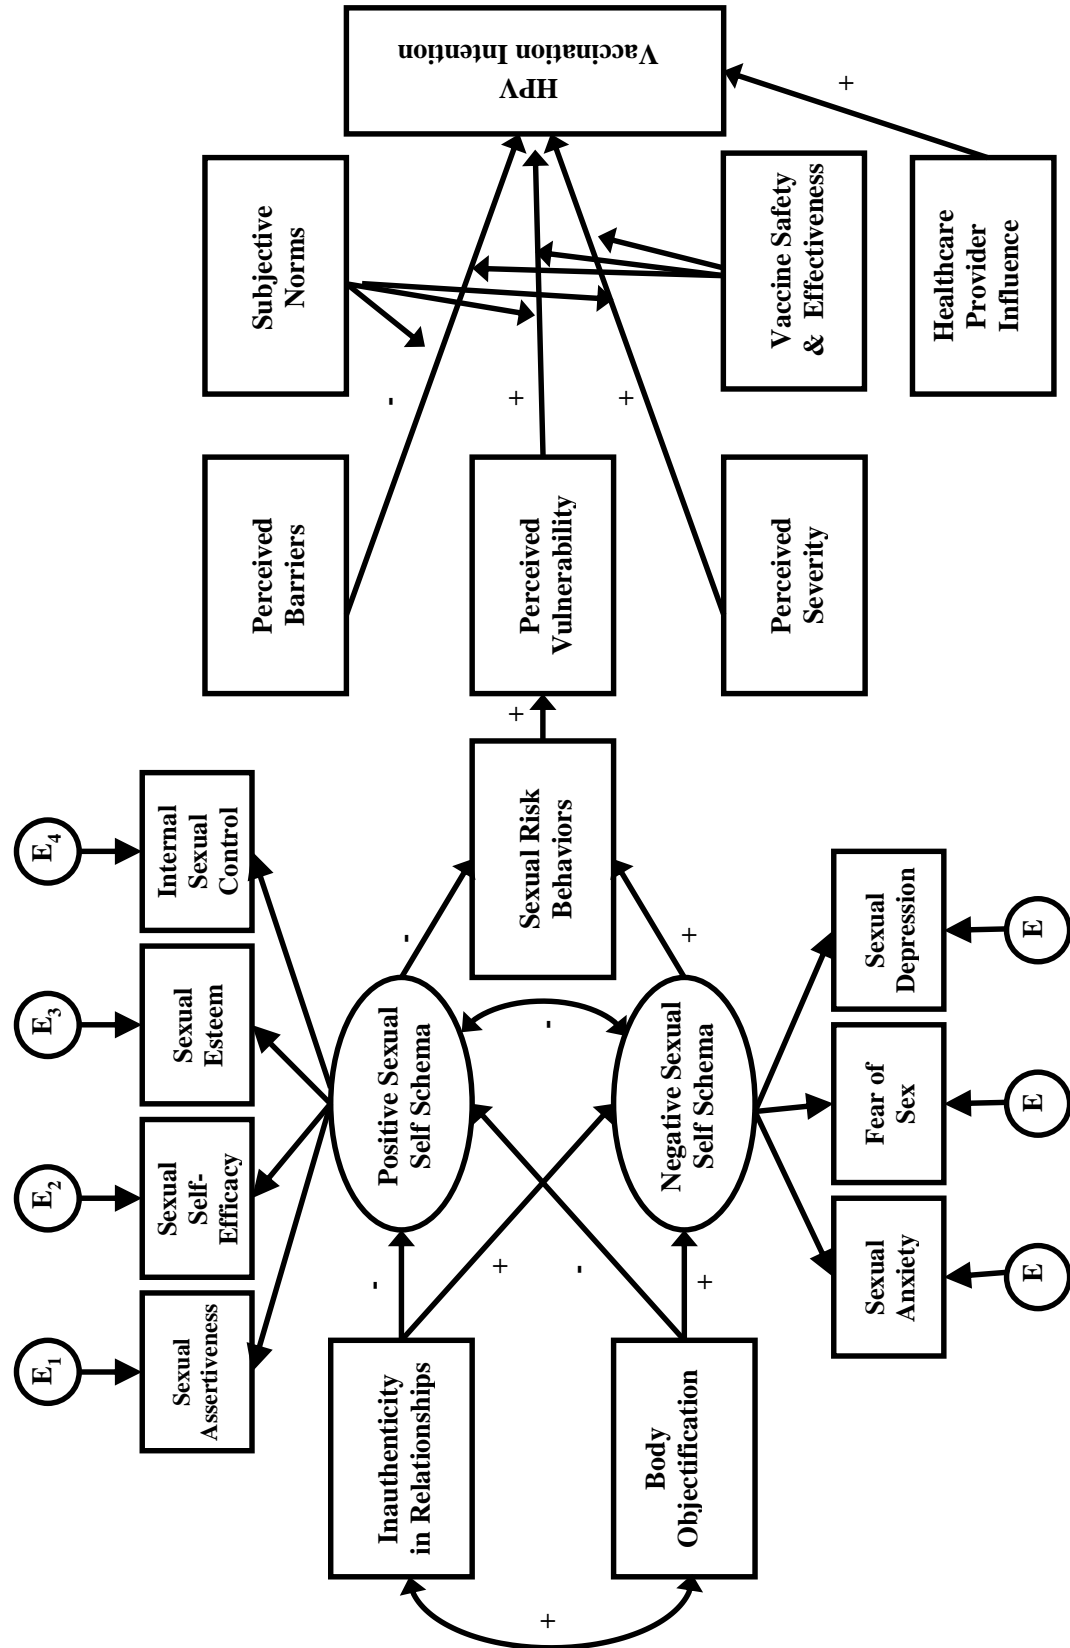 E1
E2
E3
E4
Sexual
Assertiveness
Sexual
Self-
Efficacy
Sexual
Esteem
Internal
Sexual
Control
Inauthenticity
in Relationships
Body
Objectification
+
-
+
-
+
Positive Sexual
Self Schema
Negative Sexual
Self Schema
-
-
+
Sexual Risk
Behaviors
+
Sexual
Anxiety
Fear of
Sex
Sexual
Depression
E
E
E
Perceived
Barriers
Perceived
Vulnerability
Perceived
Severity
-
+
+
Subjective
Norms
Vaccine Safety
& Effectiveness
Healthcare
Provider
Influence
+
HPV
Vaccination Intention